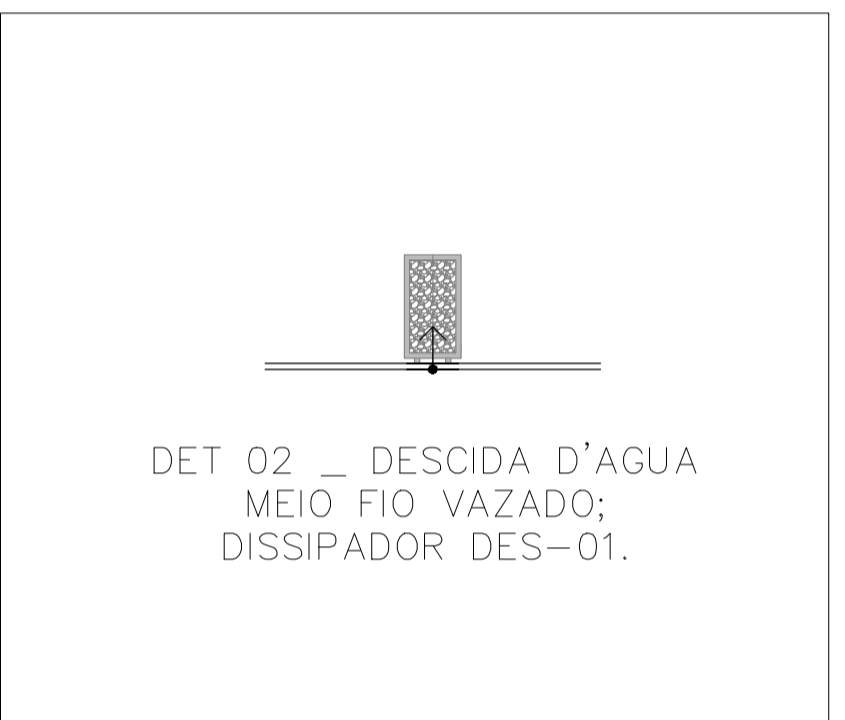 DET 02 _ DESCIDA D'AGUA
MEIO FIO VAZADO;
DISSIPADOR DES-01.